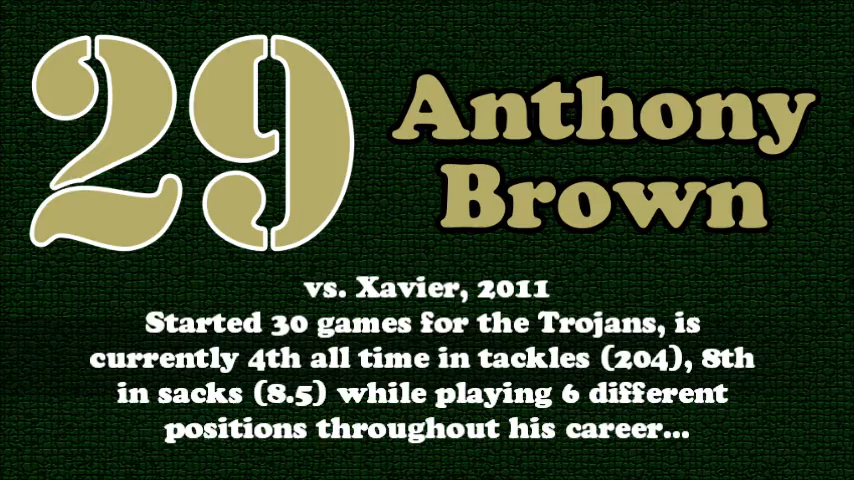 29
Anthony
Brown
vs. Xavier, 2011
Started 30 games for the Trojans, is
currently 4th all time in tackles (204), 8th
in sacks (8.5) while playing 6 different
positions throughout his career...